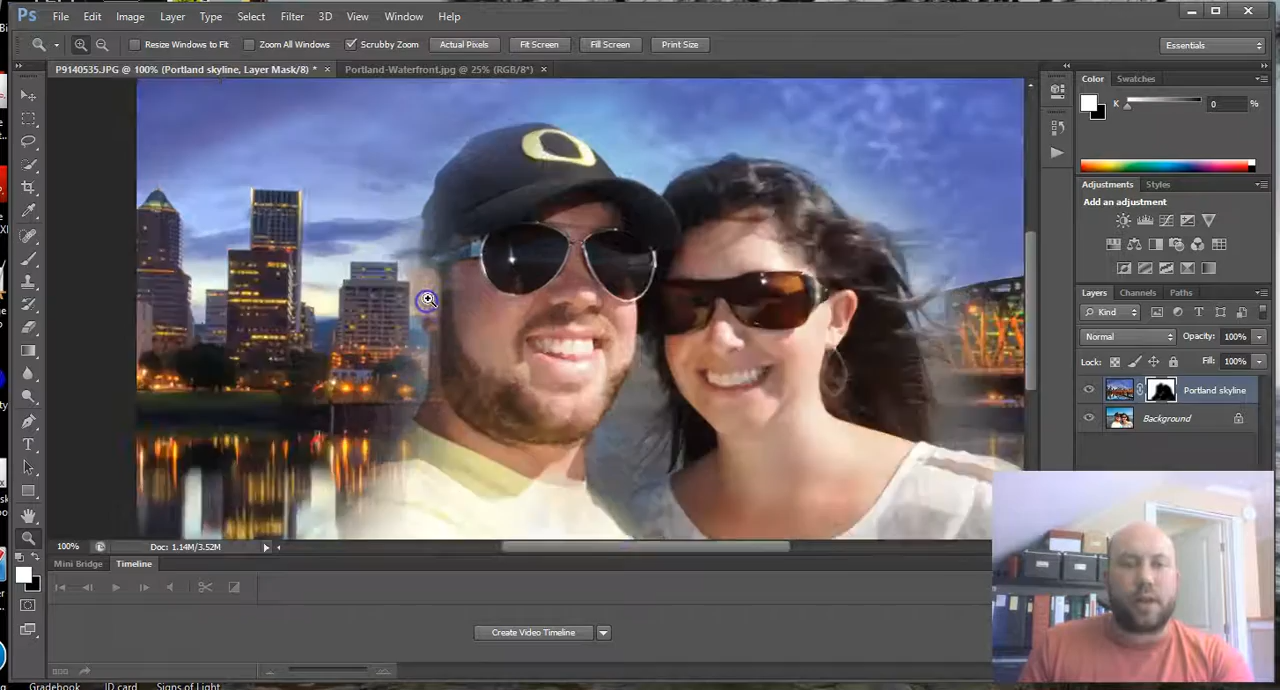 Ps File Edit Image Layer Type Select Filter 3D View Window Help
Resize Windows to Fit Zoom All Windows Scrubby Zoom Actual Pixels Fit Screen Fill Screen Print Size Essentials
P9140535.JPG @ 100% (Portland skyline, Layer Mask/8) * × Portland-Waterfront.jpg @ 25% (RGB/8*) ×
Color Swatches
K 0 %
Adjustments Styles
Add an adjustment
Layers Channels Paths
Kind
Normal Opacity: 100%
Lock: Fill: 100%
Portland skyline
Background
100% Doc: 1.14M/3.52M
Mini Bridge Timeline
Create Video Timeline
Gradebook ID card Signs of Light